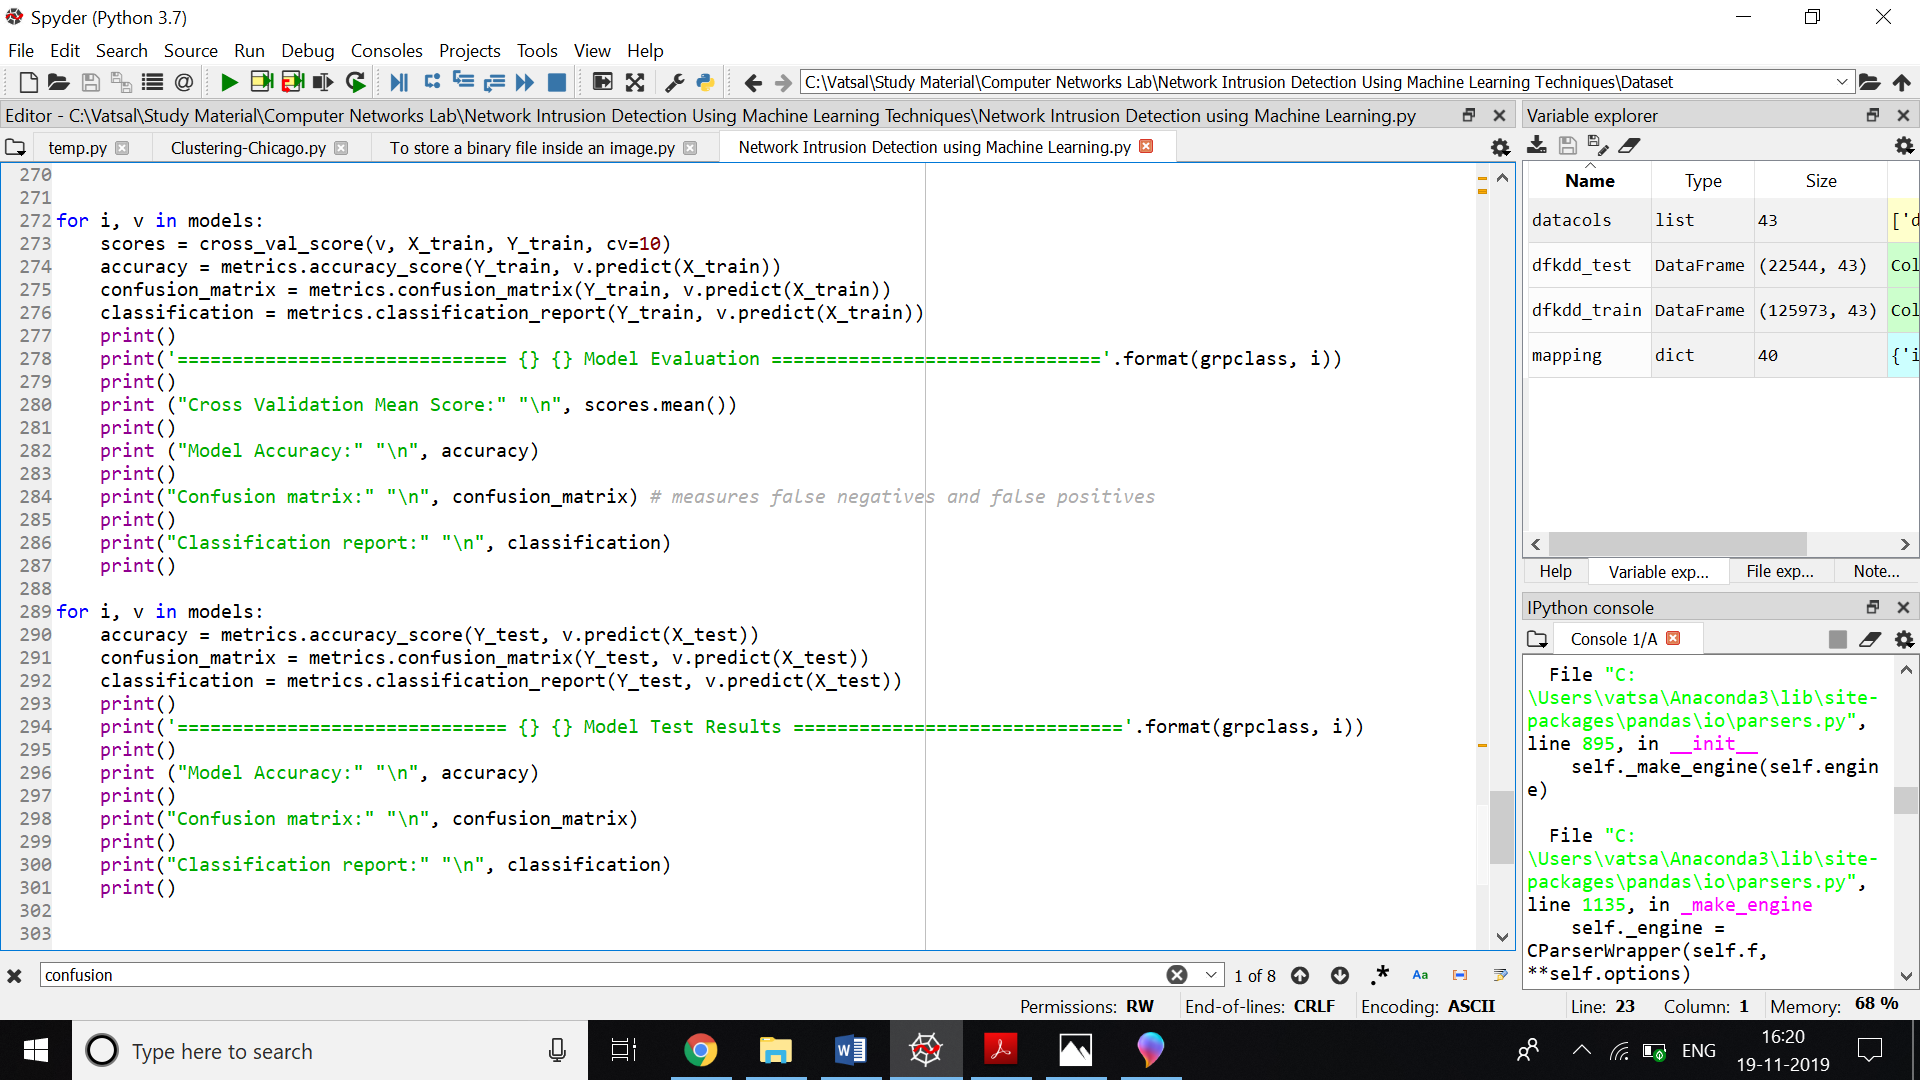 Spyder (Python 3.7)
File Edit Search Source Run Debug Consoles Projects Tools View Help
C:\Vatsal\Study Material\Computer Networks Lab\Network Intrusion Detection Using Machine Learning Techniques\Dataset
Editor - C:\Vatsal\Study Material\Computer Networks Lab\Network Intrusion Detection Using Machine Learning Techniques\Network Intrusion Detection using Machine Learning.py
temp.py Clustering-Chicago.py To store a binary file inside an image.py Network Intrusion Detection using Machine Learning.py
270
271
272 for i, v in models:
273     scores = cross_val_score(v, X_train, Y_train, cv=10)
274     accuracy = metrics.accuracy_score(Y_train, v.predict(X_train))
275     confusion_matrix = metrics.confusion_matrix(Y_train, v.predict(X_train))
276     classification = metrics.classification_report(Y_train, v.predict(X_train))
277     print()
278     print('============================== {} {} Model Evaluation =============================='.format(grpclass, i))
279     print()
280     print ("Cross Validation Mean Score:" "\n", scores.mean())
281     print()
282     print ("Model Accuracy:" "\n", accuracy)
283     print()
284     print("Confusion matrix:" "\n", confusion_matrix) # measures false negatives and false positives
285     print()
286     print("Classification report:" "\n", classification)
287     print()
288
289 for i, v in models:
290     accuracy = metrics.accuracy_score(Y_test, v.predict(X_test))
291     confusion_matrix = metrics.confusion_matrix(Y_test, v.predict(X_test))
292     classification = metrics.classification_report(Y_test, v.predict(X_test))
293     print()
294     print('============================== {} {} Model Test Results =============================='.format(grpclass, i))
295     print()
296     print ("Model Accuracy:" "\n", accuracy)
297     print()
298     print("Confusion matrix:" "\n", confusion_matrix)
299     print()
300     print("Classification report:" "\n", classification)
301     print()
302
303
confusion 1 of 8 .* Aa
Variable explorer
Name Type Size
datacols list 43 ['d
dfkdd_test DataFrame (22544, 43) Col
dfkdd_train DataFrame (125973, 43) Col
mapping dict 40 {'i
Help Variable exp... File exp... Note...
IPython console
Console 1/A
File "C:
\Users\vatsa\Anaconda3\lib\site-
packages\pandas\io\parsers.py",
line 895, in __init__
self._make_engine(self.engin
e)
File "C:
\Users\vatsa\Anaconda3\lib\site-
packages\pandas\io\parsers.py",
line 1135, in _make_engine
self._engine =
CParserWrapper(self.f,
**self.options)
Permissions: RW End-of-lines: CRLF Encoding: ASCII Line: 23 Column: 1 Memory: 68 %
Type here to search
ENG
16:20
19-11-2019